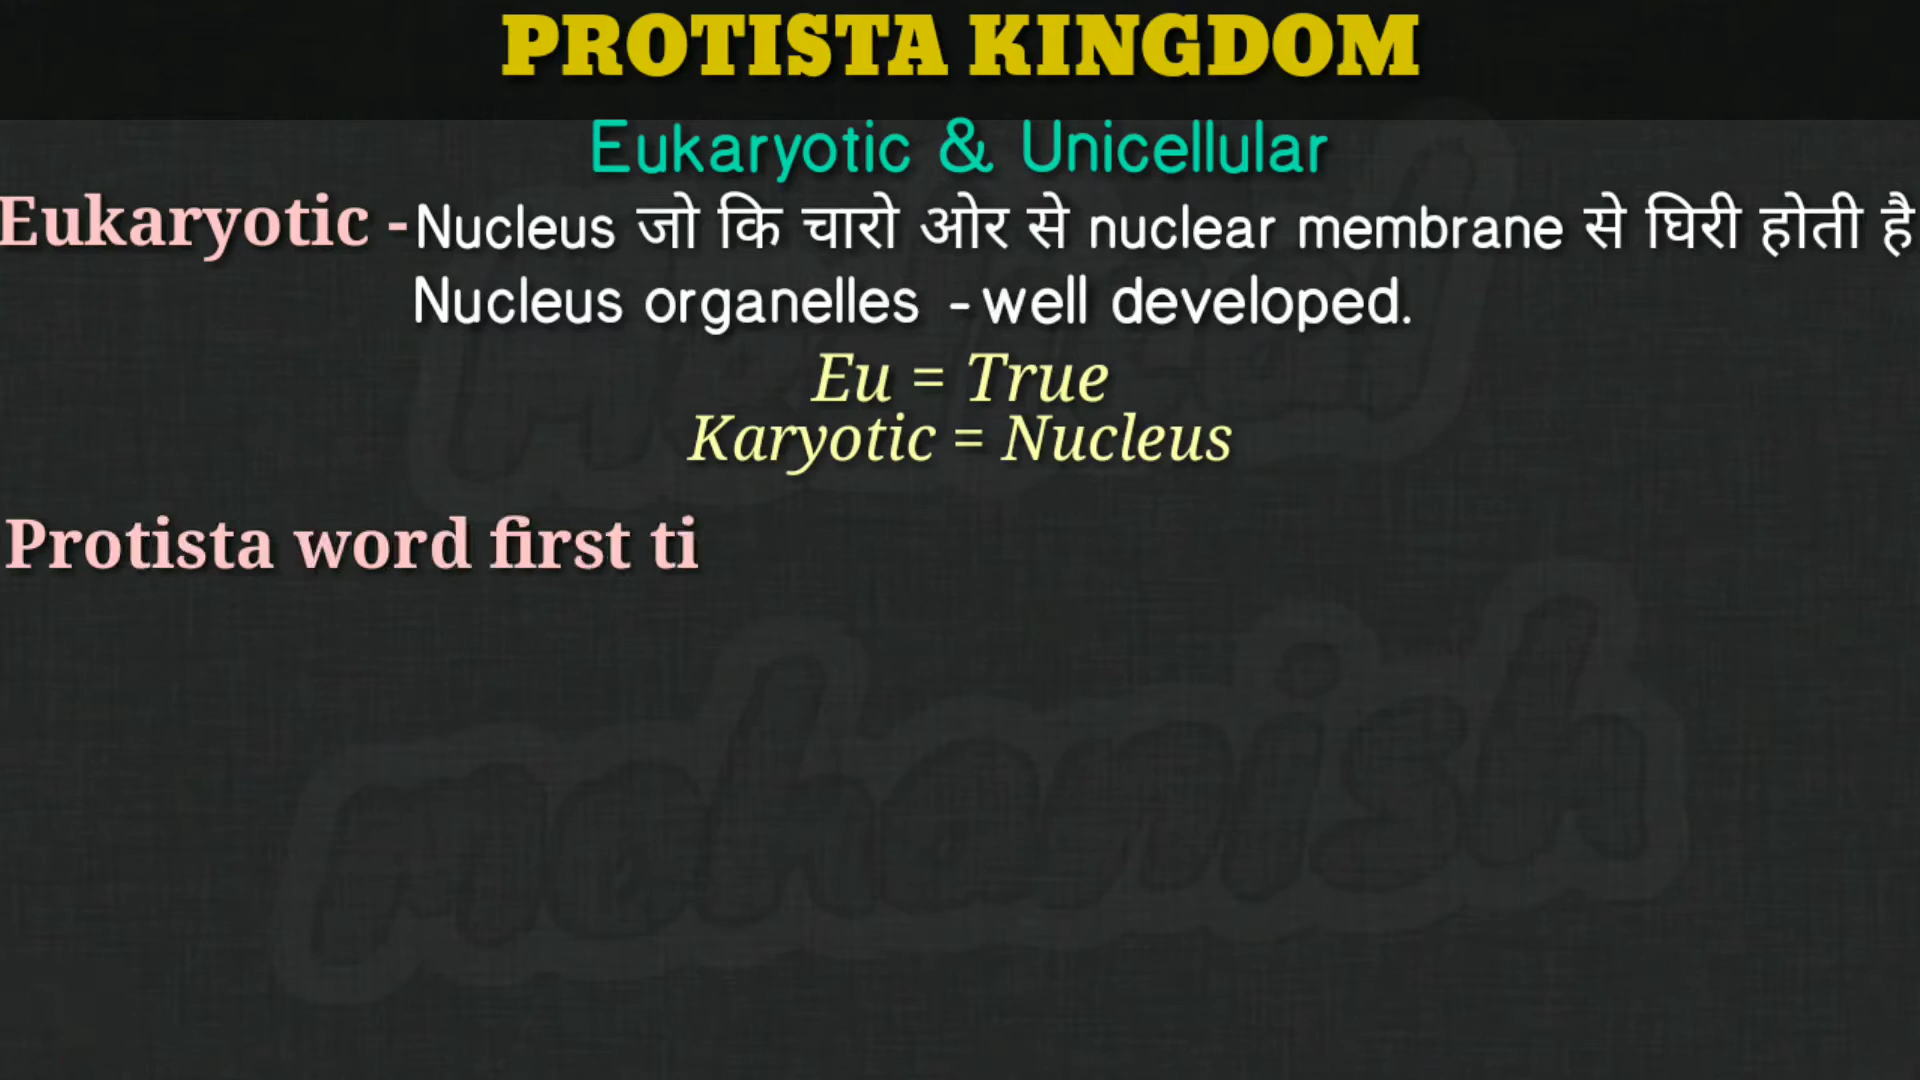 PROTISTA KINGDOM
Eukaryotic & Unicellular
Eukaryotic - Nucleus जो कि चारो ओर से nuclear membrane से घिरी होती है
Nucleus organelles - well developed.
Eu = True
Karyotic = Nucleus
Protista word first ti